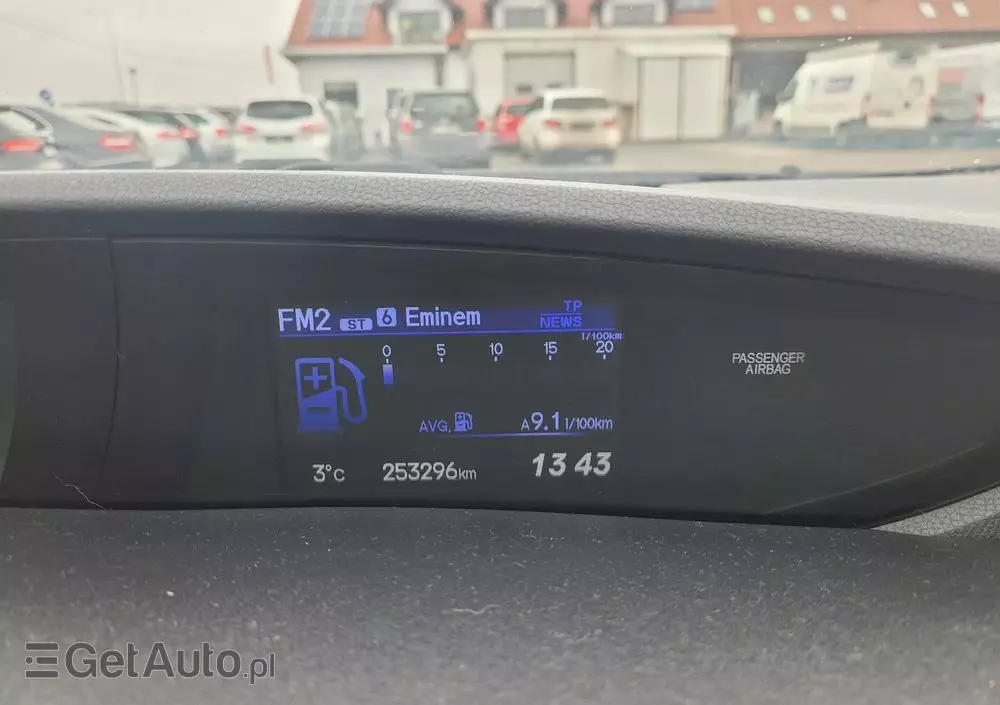 FM2 ST 6 Eminem TP
NEWS
l/100km
0 5 10 15 20
AVG. A 9.1 l/100km
3°C 253296km 13 43
PASSENGER
AIRBAG
GetAuto.pl